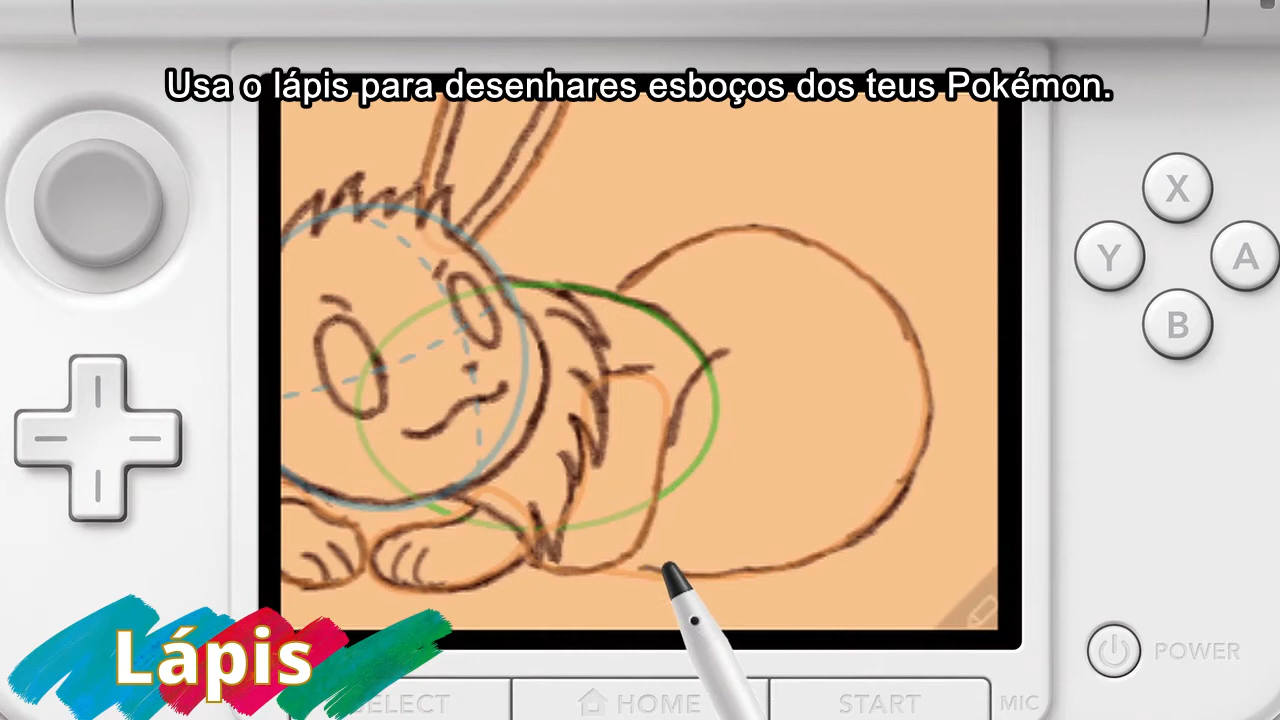 Usa o lápis para desenhares esboços dos teus Pokémon.
X
Y
A
B
Lápis
POWER
SELECT
HOME
START
MIC